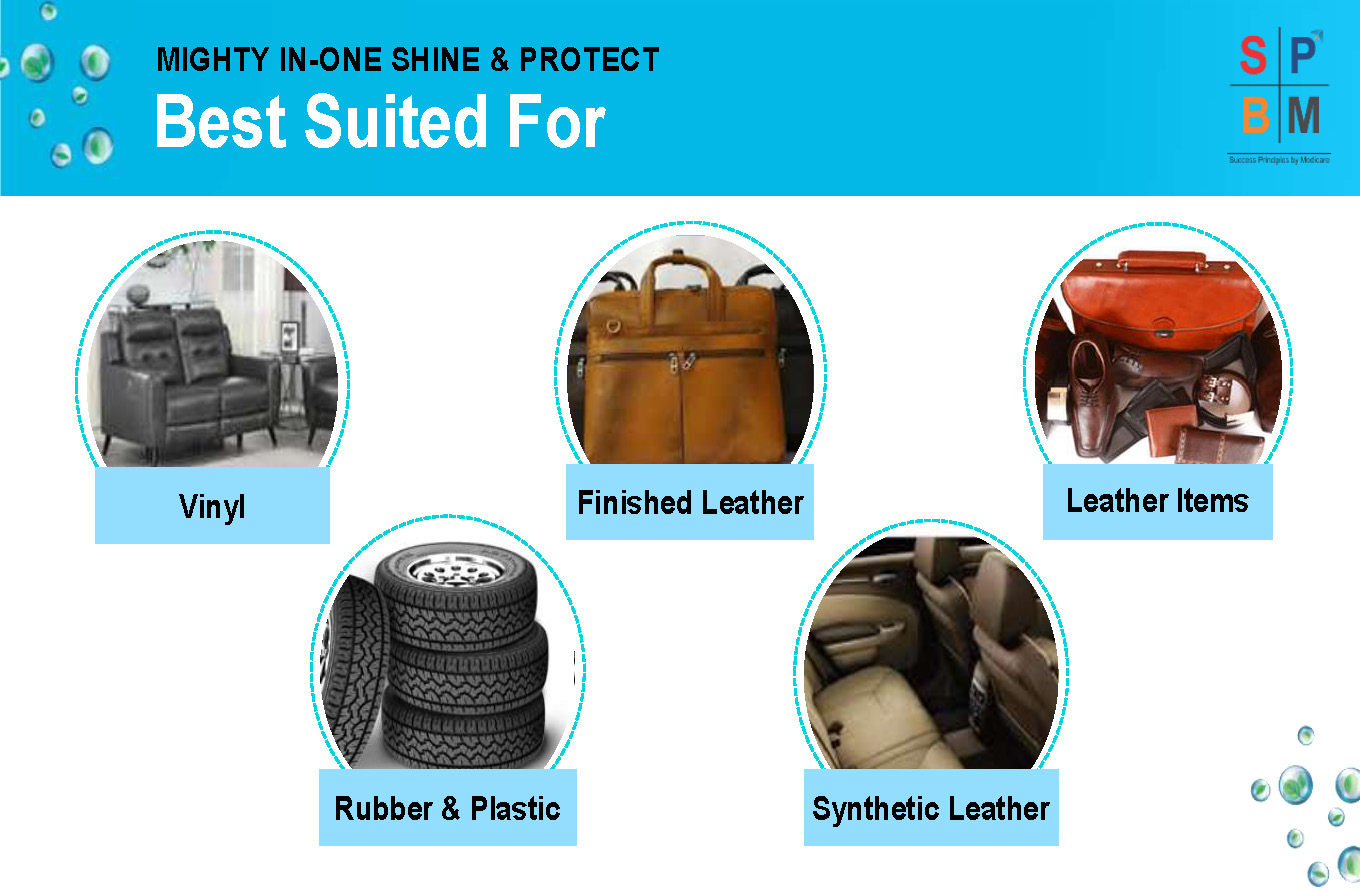 MIGHTY IN-ONE SHINE & PROTECT
Best Suited For
S P
B M
Success Principles by Modicare
Vinyl
Finished Leather
Leather Items
Rubber & Plastic
Synthetic Leather